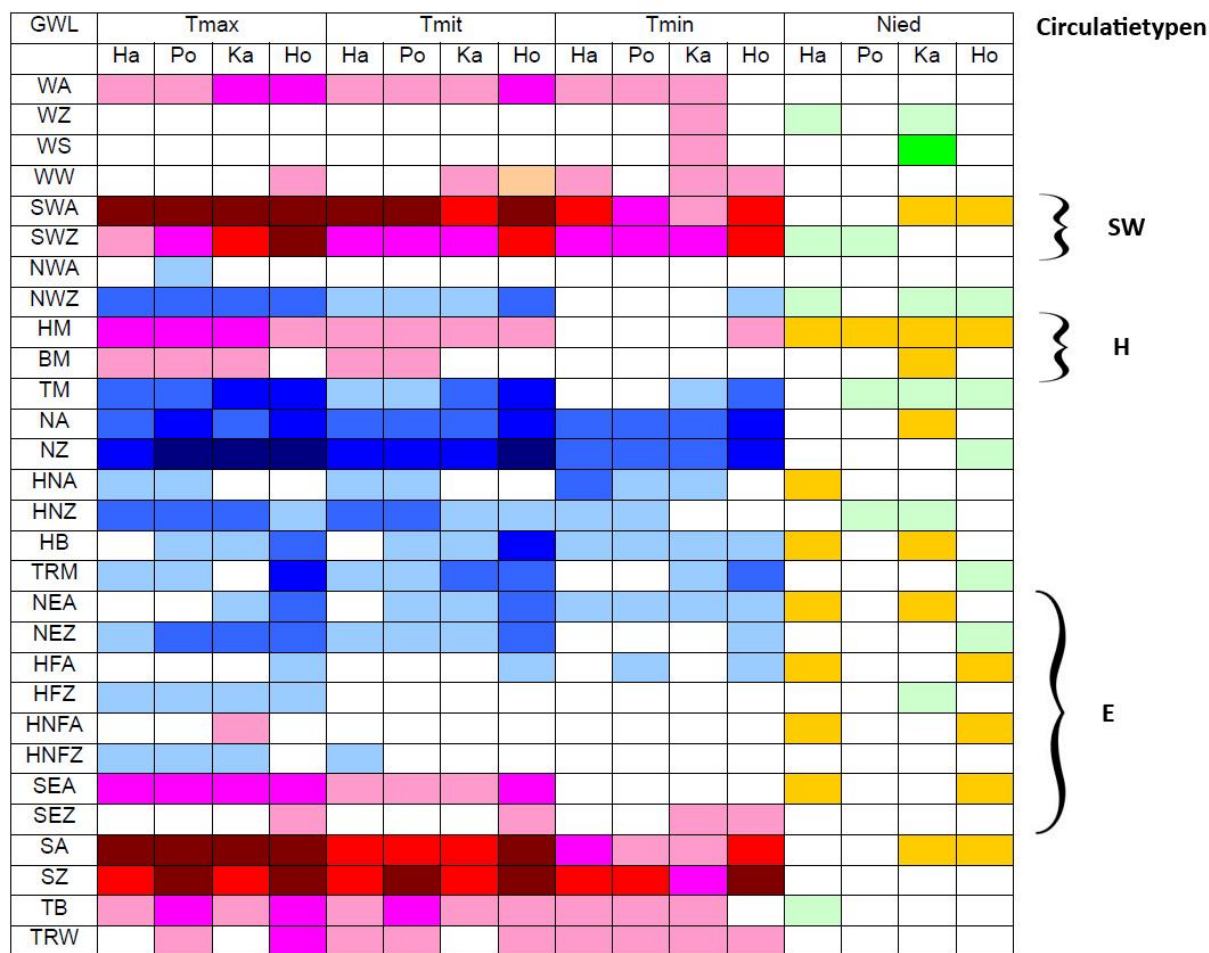 GWL Tmax Tmit Tmin Nied Circulatietypen
Ha Po Ka Ho Ha Po Ka Ho Ha Po Ka Ho Ha Po Ka Ho
WA
WZ
WS
WW
SWA
SW
SWZ
NWA
NWZ
HM
H
BM
TM
NA
NZ
HNA
HNZ
HB
TRM
NEA
NEZ
HFA
HFZ
HNFA
E
HNFZ
SEA
SEZ
SA
SZ
TB
TRW